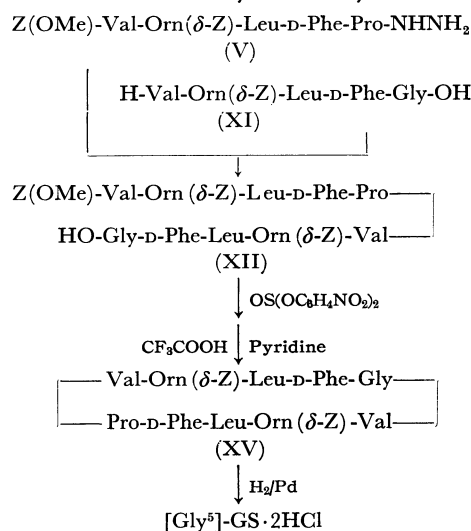 Z(OMe)-Val-Orn(δ-Z)-Leu-D-Phe-Pro-NHNH₂
(V)
H-Val-Orn(δ-Z)-Leu-D-Phe-Gly-OH
(XI)
Z(OMe)-Val-Orn(δ-Z)-Leu-D-Phe-Pro
HO-Gly-D-Phe-Leu-Orn(δ-Z)-Val
(XII)
OS(OC₆H₄NO₂)₂
CF₃COOH Pyridine
Val-Orn(δ-Z)-Leu-D-Phe-Gly
Pro-D-Phe-Leu-Orn(δ-Z)-Val
(XV)
H₂/Pd
[Gly⁵]-GS·2HCl